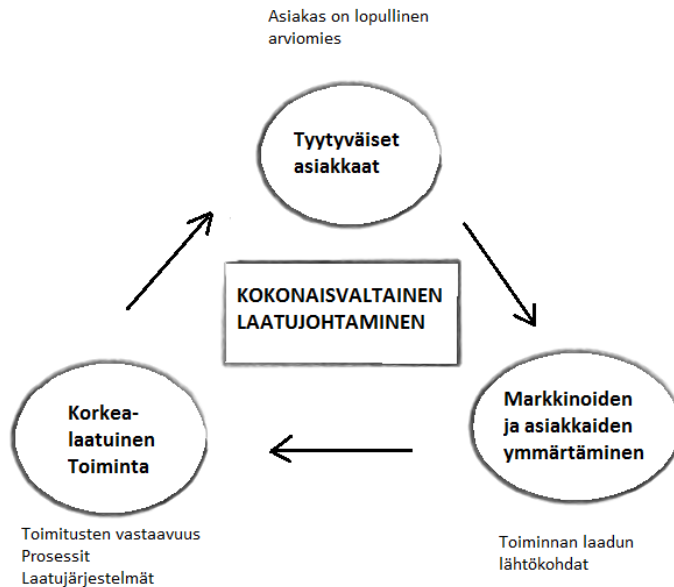 Asiakas on lopullinen
arviomies
Tyytyväiset
asiakkaat
KOKONAISVALTAINEN
LAATUJOHTAMINEN
Markkinoiden
ja asiakkaiden
ymmärtäminen
Toiminnan laadun
lähtökohdat
Korkea-
laatuinen
Toiminta
Toimitusten vastaavuus
Prosessit
Laatujärjestelmät